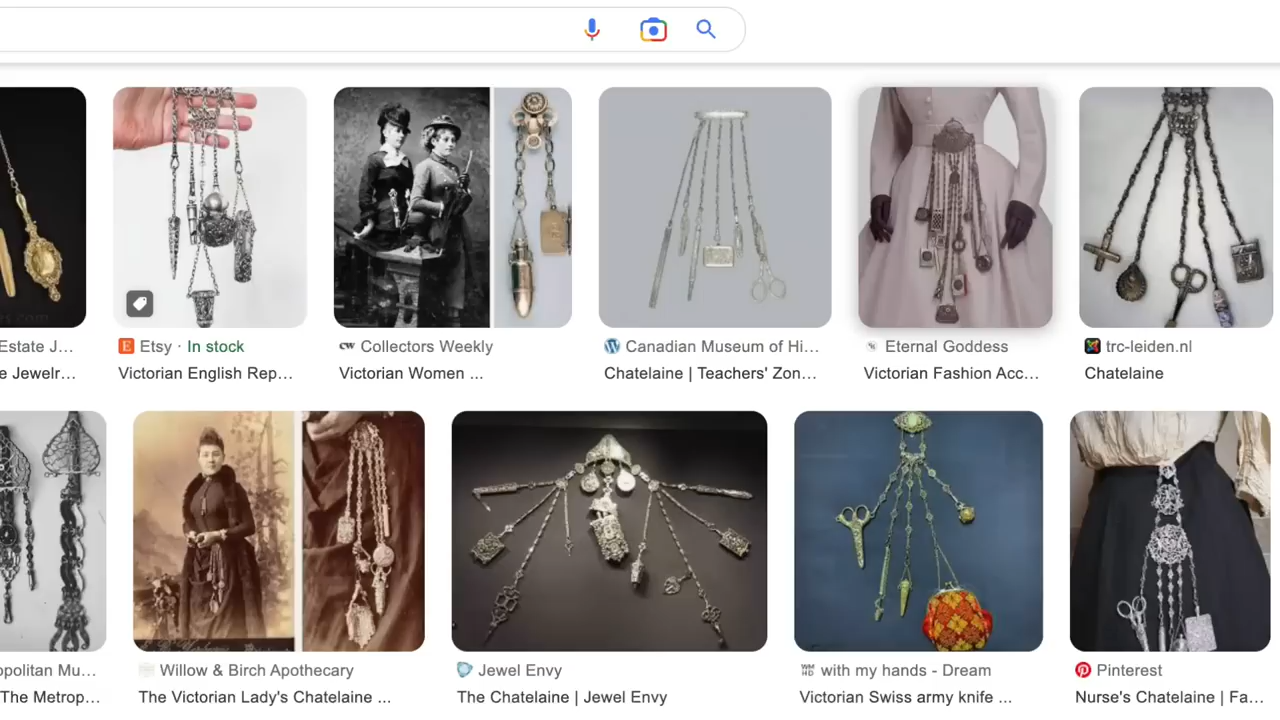 Estate J...
e Jewelr...
Etsy · In stock
Victorian English Rep...
cw Collectors Weekly
Victorian Women ...
Canadian Museum of Hi...
Chatelaine | Teachers' Zon...
Eternal Goddess
Victorian Fashion Acc...
trc-leiden.nl
Chatelaine
opolitan Mu...
The Metrop...
Willow & Birch Apothecary
The Victorian Lady's Chatelaine ...
Jewel Envy
The Chatelaine | Jewel Envy
with my hands - Dream
Victorian Swiss army knife ...
Pinterest
Nurse's Chatelaine | Fa...